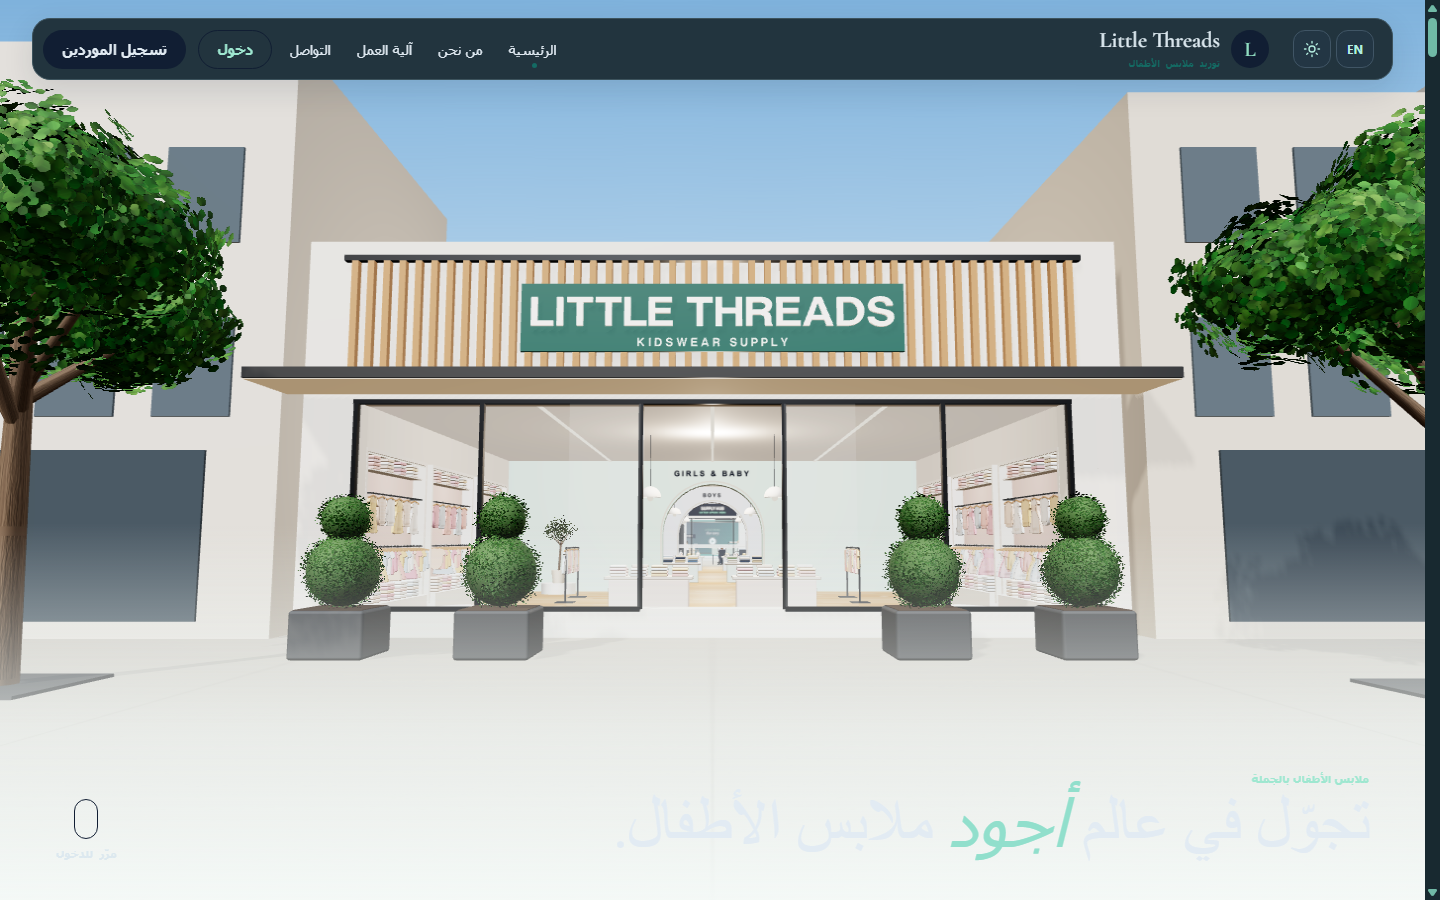 EN
L
Little Threads
توريد ملابس الأطفال
الرئيسية
من نحن
آلية العمل
التواصل
دخول
تسجيل الموردين
LITTLE THREADS
KIDSWEAR SUPPLY
GIRLS & BABY
BOYS
ملابس الأطفال بالجملة
تجوّل في عالم أجود ملابس الأطفال.
مرّر للدخول